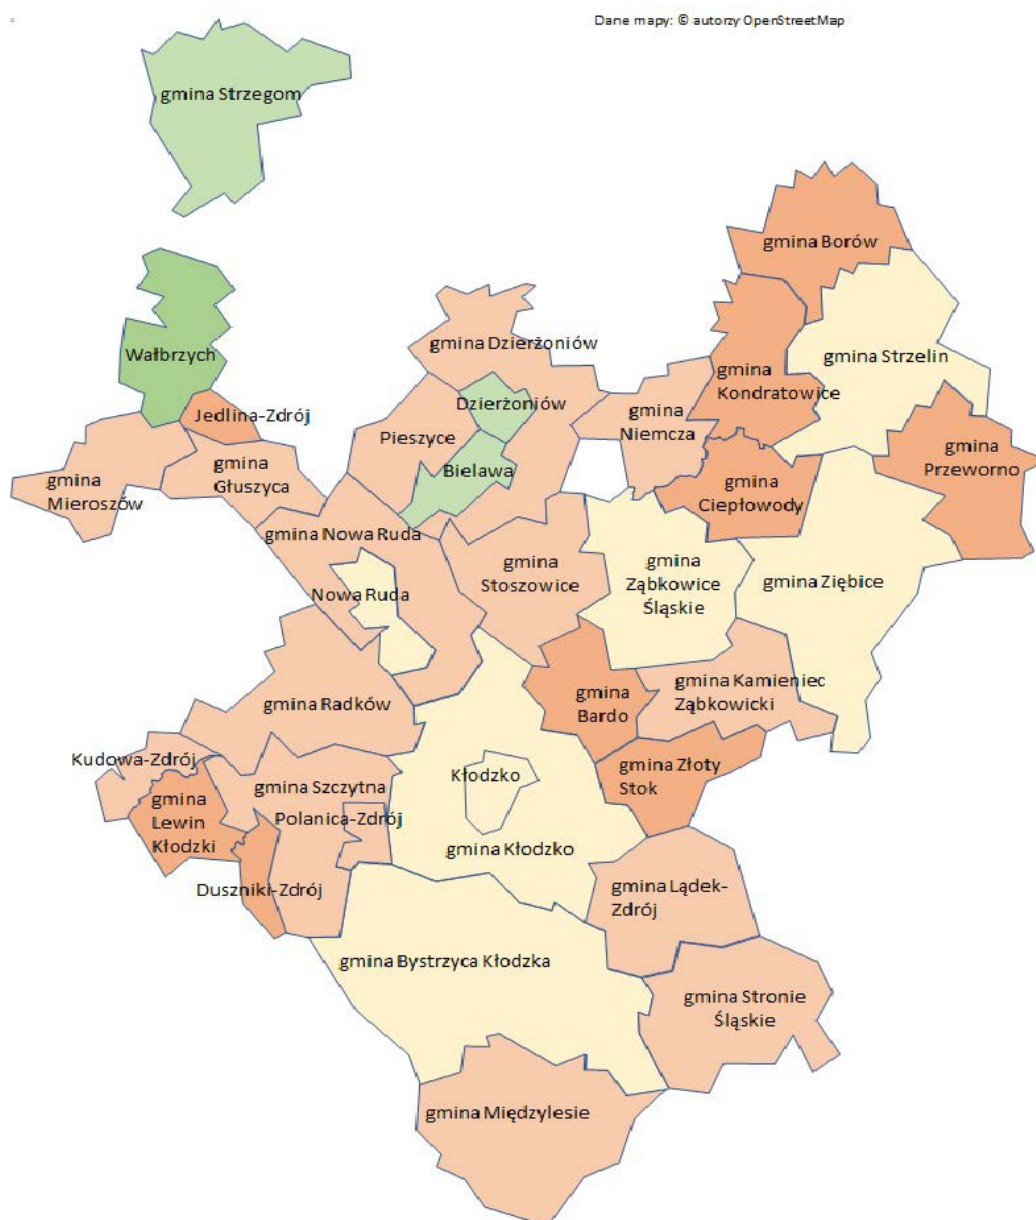 Dane mapy: © autorzy OpenStreetMap
gmina Strzegom
gmina Borów
Wałbrzych
gmina Dzierżoniów
gmina Strzelin
gmina
Kondratowice
Dzierżoniów
Jedlina-Zdrój
Pieszyce
gmina
Niemcza
gmina
Przeworno
Bielawa
gmina
Mieroszów
gmina
Głuszyca
gmina
Ciepłowody
gmina Nowa Ruda
gmina
Stoszowice
gmina
Ząbkowice
Śląskie
gmina Ziębice
Nowa Ruda
gmina Kamieniec
Ząbkowicki
gmina
Bardo
gmina Radków
Kudowa-Zdrój
gmina Złoty
Stok
Kłodzko
gmina Szczytna
gmina
Lewin
Kłodzki
Polanica-Zdrój
gmina Kłodzko
Duszniki-Zdrój
gmina Lądek-
Zdrój
gmina Bystrzyca Kłodzka
gmina Stronie
Śląskie
gmina Międzylesie